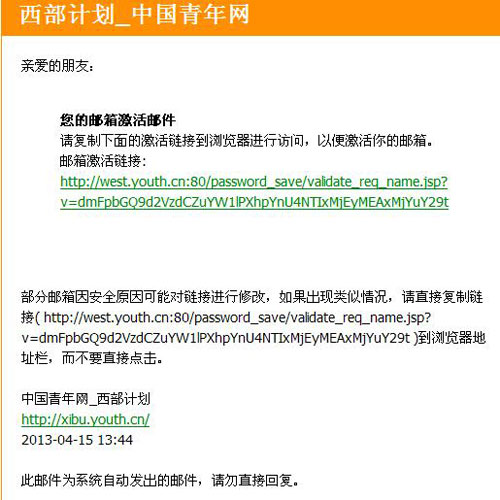 西部计划_中国青年网
亲爱的朋友：
您的邮箱激活邮件
请复制下面的激活链接到浏览器进行访问，以便激活你的邮箱。
邮箱激活链接：
http://west.youth.cn:80/password_save/validate_req_name.jsp?
v=dmFpbGQ9d2VzdCZuYW1lPXhpYnU4NTIxMjEyMEAxMjYuY29t
部分邮箱因安全原因可能对链接进行修改，如果出现类似情况，请直接复制链
接( http://west.youth.cn:80/password_save/validate_req_name.jsp?
v=dmFpbGQ9d2VzdCZuYW1lPXhpYnU4NTIxMjEyMEAxMjYuY29t )到浏览器地
址栏，而不要直接点击。
中国青年网_西部计划
http://xibu.youth.cn/
2013-04-15 13:44
此邮件为系统自动发出的邮件，请勿直接回复。